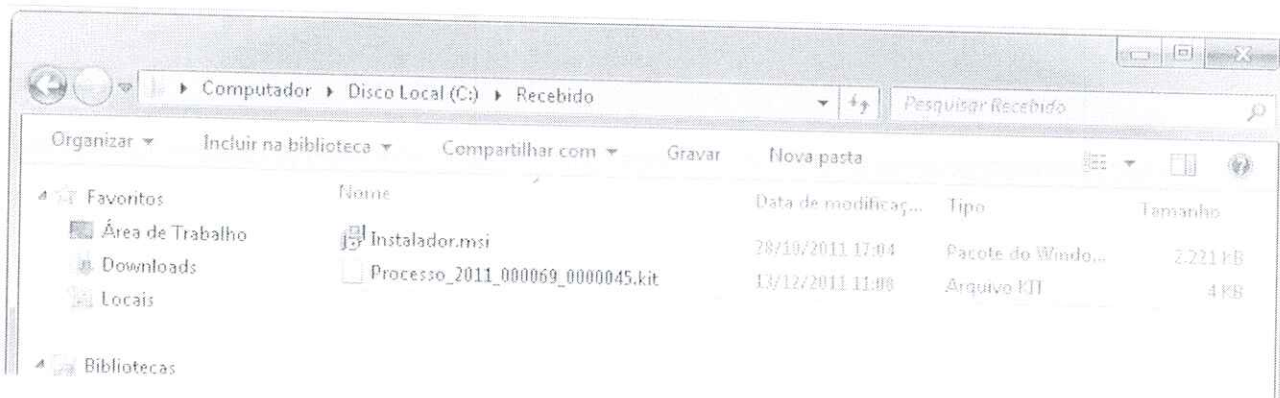 Computador ▸ Disco Local (C:) ▸ Recebido
Pesquisar Recebido
Organizar Incluir na biblioteca Compartilhar com Gravar Nova pasta
Favoritos
Área de Trabalho
Downloads
Locais
Bibliotecas
Nome Data de modificaç... Tipo Tamanho
Instalador.msi 28/10/2011 17:04 Pacote do Windo... 2.221 KB
Processo_2011_000069_0000045.kit 13/12/2011 11:08 Arquivo KIT 4 KB